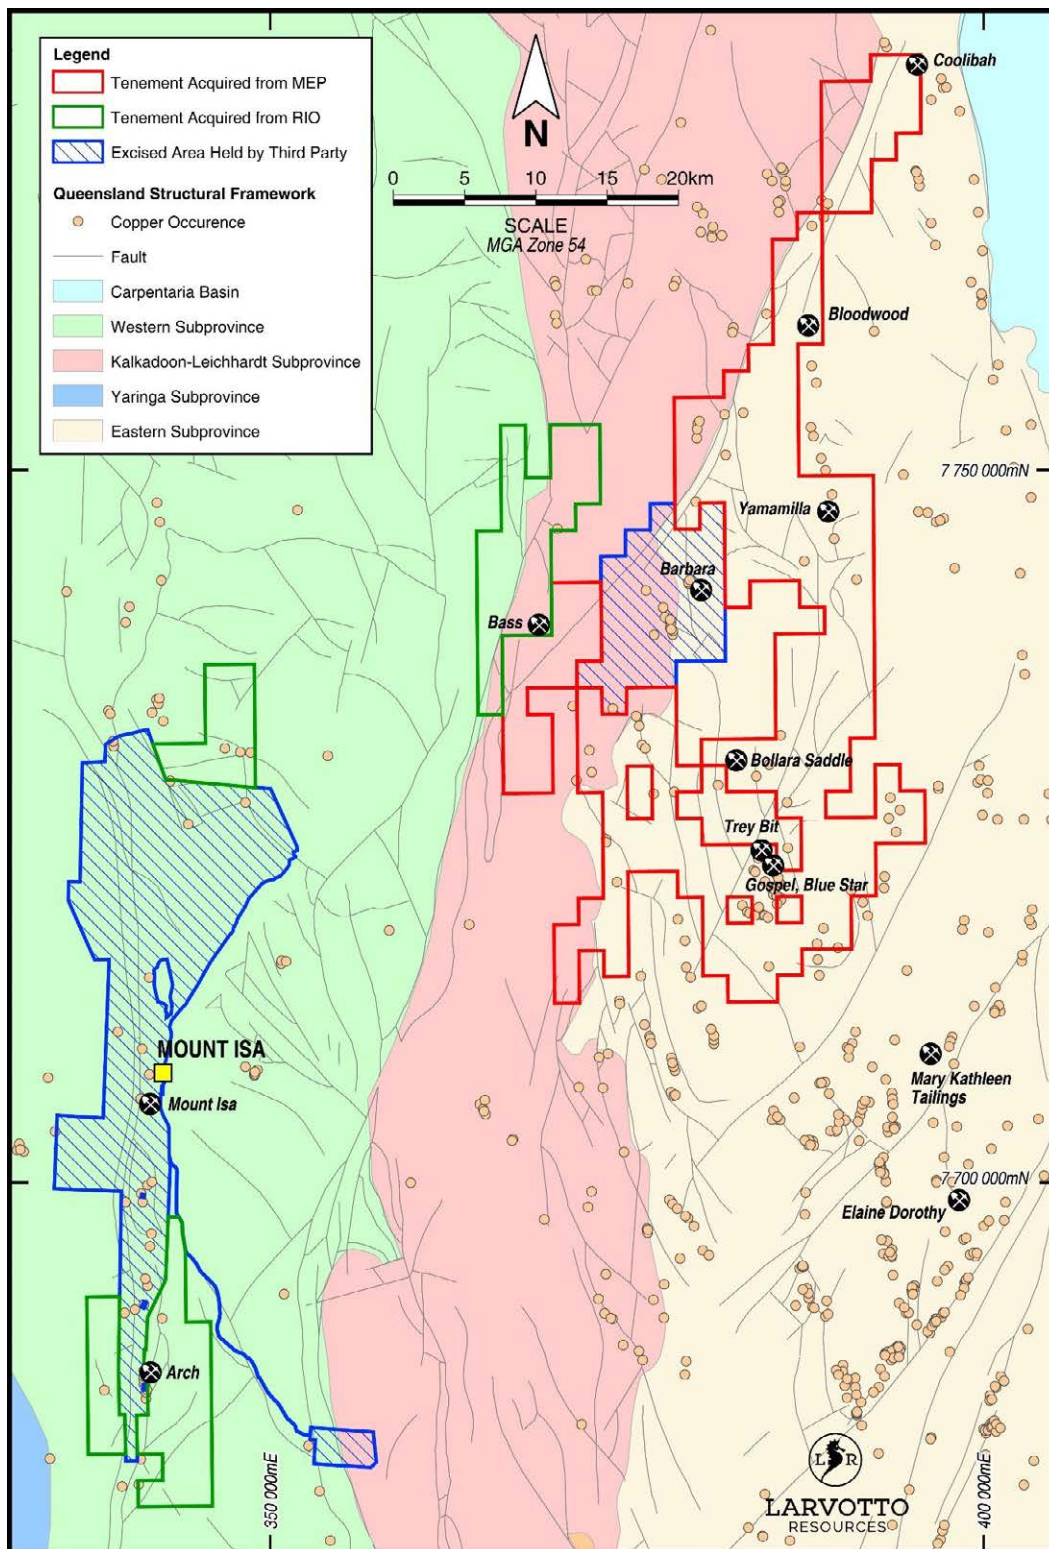 Legend
Tenement Acquired from MEP
Tenement Acquired from RIO
Excised Area Held by Third Party
Queensland Structural Framework
Copper Occurence
Fault
Carpentaria Basin
Western Subprovince
Kalkadoon-Leichhardt Subprovince
Yaringa Subprovince
Eastern Subprovince
N
0 5 10 15 20km
SCALE
MGA Zone 54
Coolibah
Bloodwood
7 750 000mN
Yamamilla
Barbara
Bass
Bollara Saddle
Trey Bit
Gospel, Blue Star
MOUNT ISA
Mount Isa
Mary Kathleen
Tailings
7 700 000mN
Elaine Dorothy
Arch
350 000mE
400 000mE
L R
LARVOTTO
RESOURCES